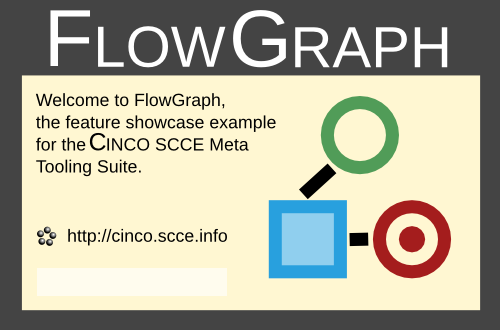 FLOWGRAPH
Welcome to FlowGraph,
the feature showcase example
for the CINCO SCCE Meta
Tooling Suite.
http://cinco.scce.info